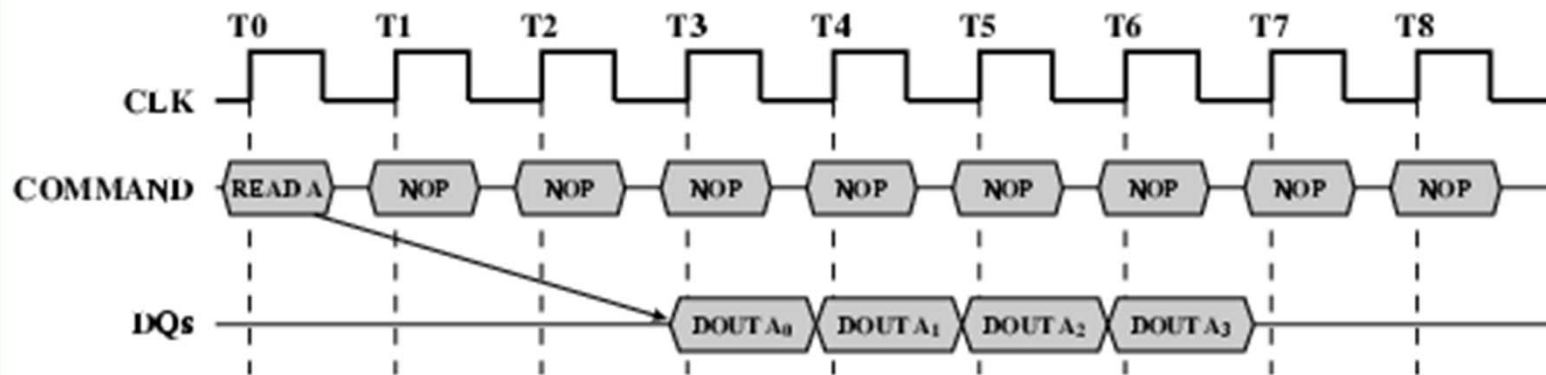 T0 T1 T2 T3 T4 T5 T6 T7 T8
CLK
COMMAND READ A NOP NOP NOP NOP NOP NOP NOP NOP
DQs DOUT A0 DOUT A1 DOUT A2 DOUT A3